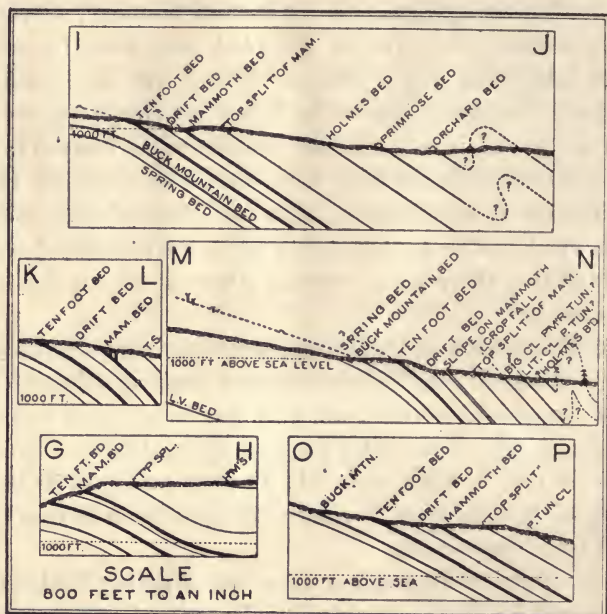 I
J
TEN FOOT BED
DRIFT BED
MAMMOTH BED
TOP SPLIT OF MAM.
HOLMES BED
PRIMROSE BED
ORCHARD BED
1000 FT.
BUCK MOUNTAIN BED
SPRING BED
?
?
?
?
K
L
TEN FOOT BED
DRIFT BED
MAM. BED
T.S.
1000 FT.
M
N
?
SPRING BED
BUCK MOUNTAIN BED
TEN FOOT BED
DRIFT BED
SLOPE ON MAMMOTH
CROP FALL
TOP SPLIT OF MAM.
BIG CL. PMR TUN.?
LIT. CL. P. TUN.?
HOLMES B'D.
1000 FT ABOVE SEA LEVEL
L.V. BED
?
?
?
G
H
TEN FT. B'D
MAM. B'D
TOP SPL.
HMS.
1000 FT.
O
P
BUCK MTN.
TEN FOOT BED
DRIFT BED
MAMMOTH BED
TOP SPLIT
P. TUN CL.
1000 FT ABOVE SEA
SCALE
800 FEET TO AN INCH